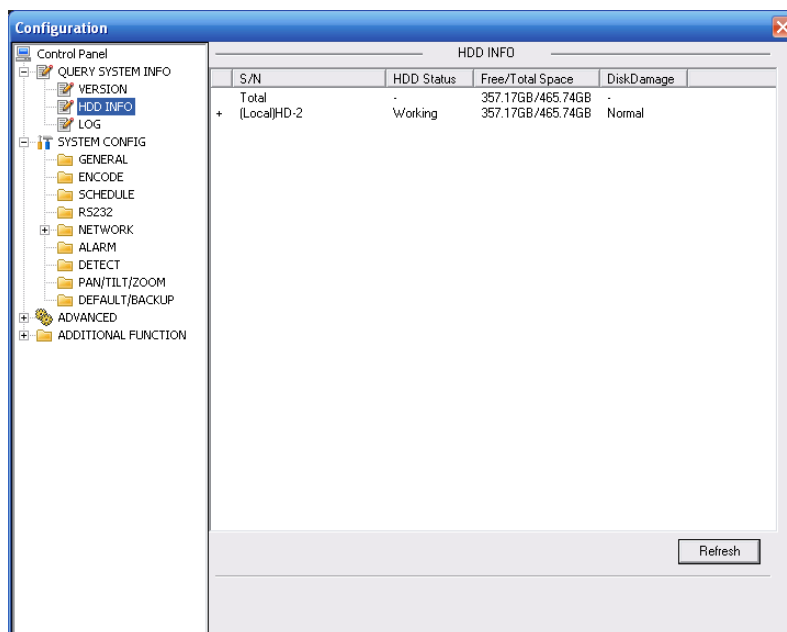 Configuration
Control Panel
QUERY SYSTEM INFO
VERSION
HDD INFO
LOG
SYSTEM CONFIG
GENERAL
ENCODE
SCHEDULE
RS232
NETWORK
ALARM
DETECT
PAN/TILT/ZOOM
DEFAULT/BACKUP
ADVANCED
ADDITIONAL FUNCTION
HDD INFO
S/N HDD Status Free/Total Space DiskDamage
Total - 357.17GB/465.74GB -
+ (Local)HD-2 Working 357.17GB/465.74GB Normal
Refresh